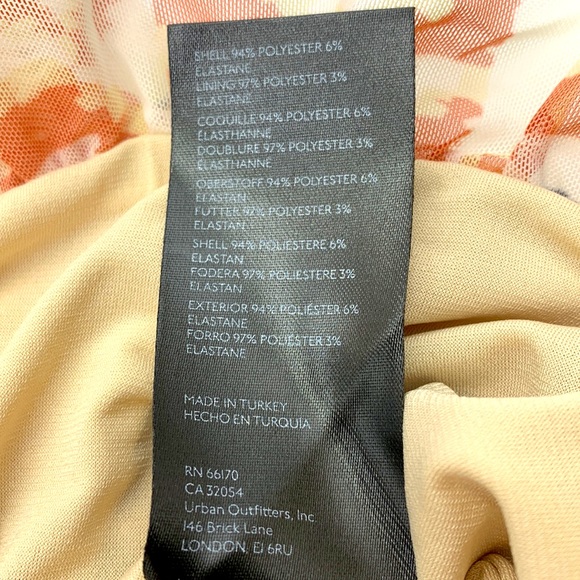 SHELL 94% POLYESTER 6%
ELASTANE
LINING 97% POLYESTER 3%
ELASTANE
COQUILLE 94% POLYESTER 6%
ELASTHANNE
DOUBLURE 97% POLYESTER 3%
ELASTHANNE
OBERSTOFF 94% POLYESTER 6%
ELASTAN
FUTTER 97% POLYESTER 3%
ELASTAN
SHELL 94% POLIESTERE 6%
ELASTAN
FODERA 97% POLIESTERE 3%
ELASTAN
EXTERIOR 94% POLIÉSTER 6%
ELASTANE
FORRO 97% POLIÉSTER 3%
ELASTANE
MADE IN TURKEY
HECHO EN TURQUÍA
RN 66170
CA 32054
Urban Outfitters, Inc
146 Brick Lane
LONDON, E1 6RU